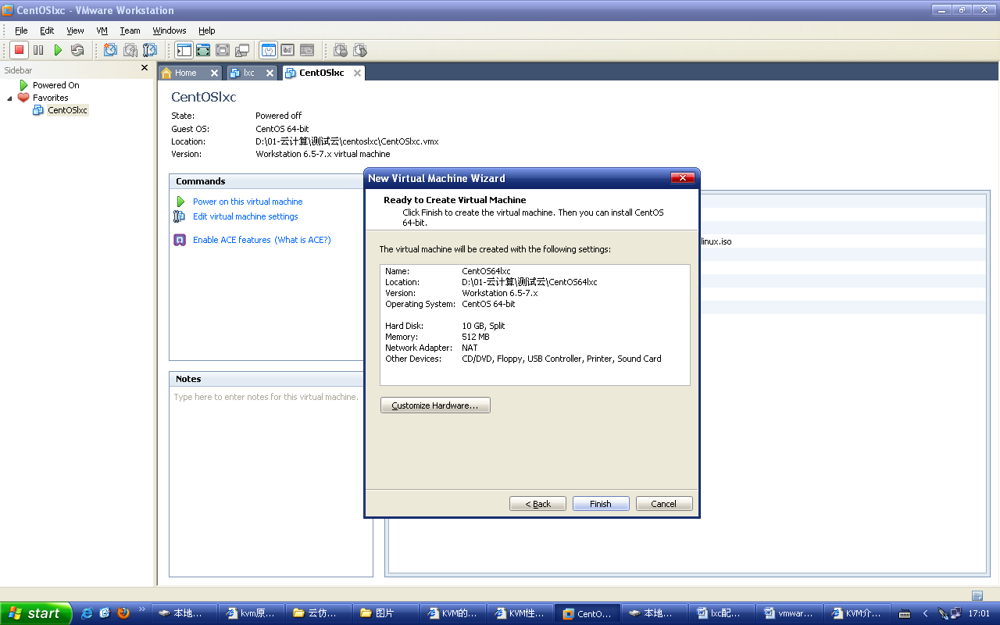 CentOSlxc - VMware Workstation
File Edit View VM Team Windows Help
Sidebar
Powered On
Favorites
CentOSlxc
Home lxc CentOSlxc
CentOSlxc
State: Powered off
Guest OS: CentOS 64-bit
Location: D:\01-云计算\测试云\centoslxc\CentOSlxc.vmx
Version: Workstation 6.5-7.x virtual machine
Commands
Power on this virtual machine
Edit virtual machine settings
Enable ACE features (What is ACE?)
Notes
Type here to enter notes for this virtual machine.
linux.iso
New Virtual Machine Wizard
Ready to Create Virtual Machine
Click Finish to create the virtual machine. Then you can install CentOS
64-bit.
The virtual machine will be created with the following settings:
Name: CentOS64lxc
Location: D:\01-云计算\测试云\CentOS64lxc
Version: Workstation 6.5-7.x
Operating System: CentOS 64-bit
Hard Disk: 10 GB, Split
Memory: 512 MB
Network Adapter: NAT
Other Devices: CD/DVD, Floppy, USB Controller, Printer, Sound Card
Customize Hardware...
< Back Finish Cancel
start 本地... kvm原... 云仿... 图片 KVM的... KVM性... CentO... 本地... lxc配... vmwar... KVM介... 17:01